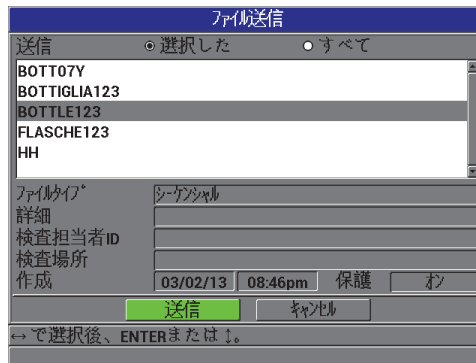 ファイル送信
送信 選択した すべて
BOTT07Y
BOTTIGLIA123
BOTTLE123
FLASCHE123
HH
ファイルタイプ シーケンシャル
詳細
検査担当者ID
検査場所
作成 03/02/13 08:46pm 保護 オン
送信 キャンセル
↔で選択後、ENTERまたは↕。